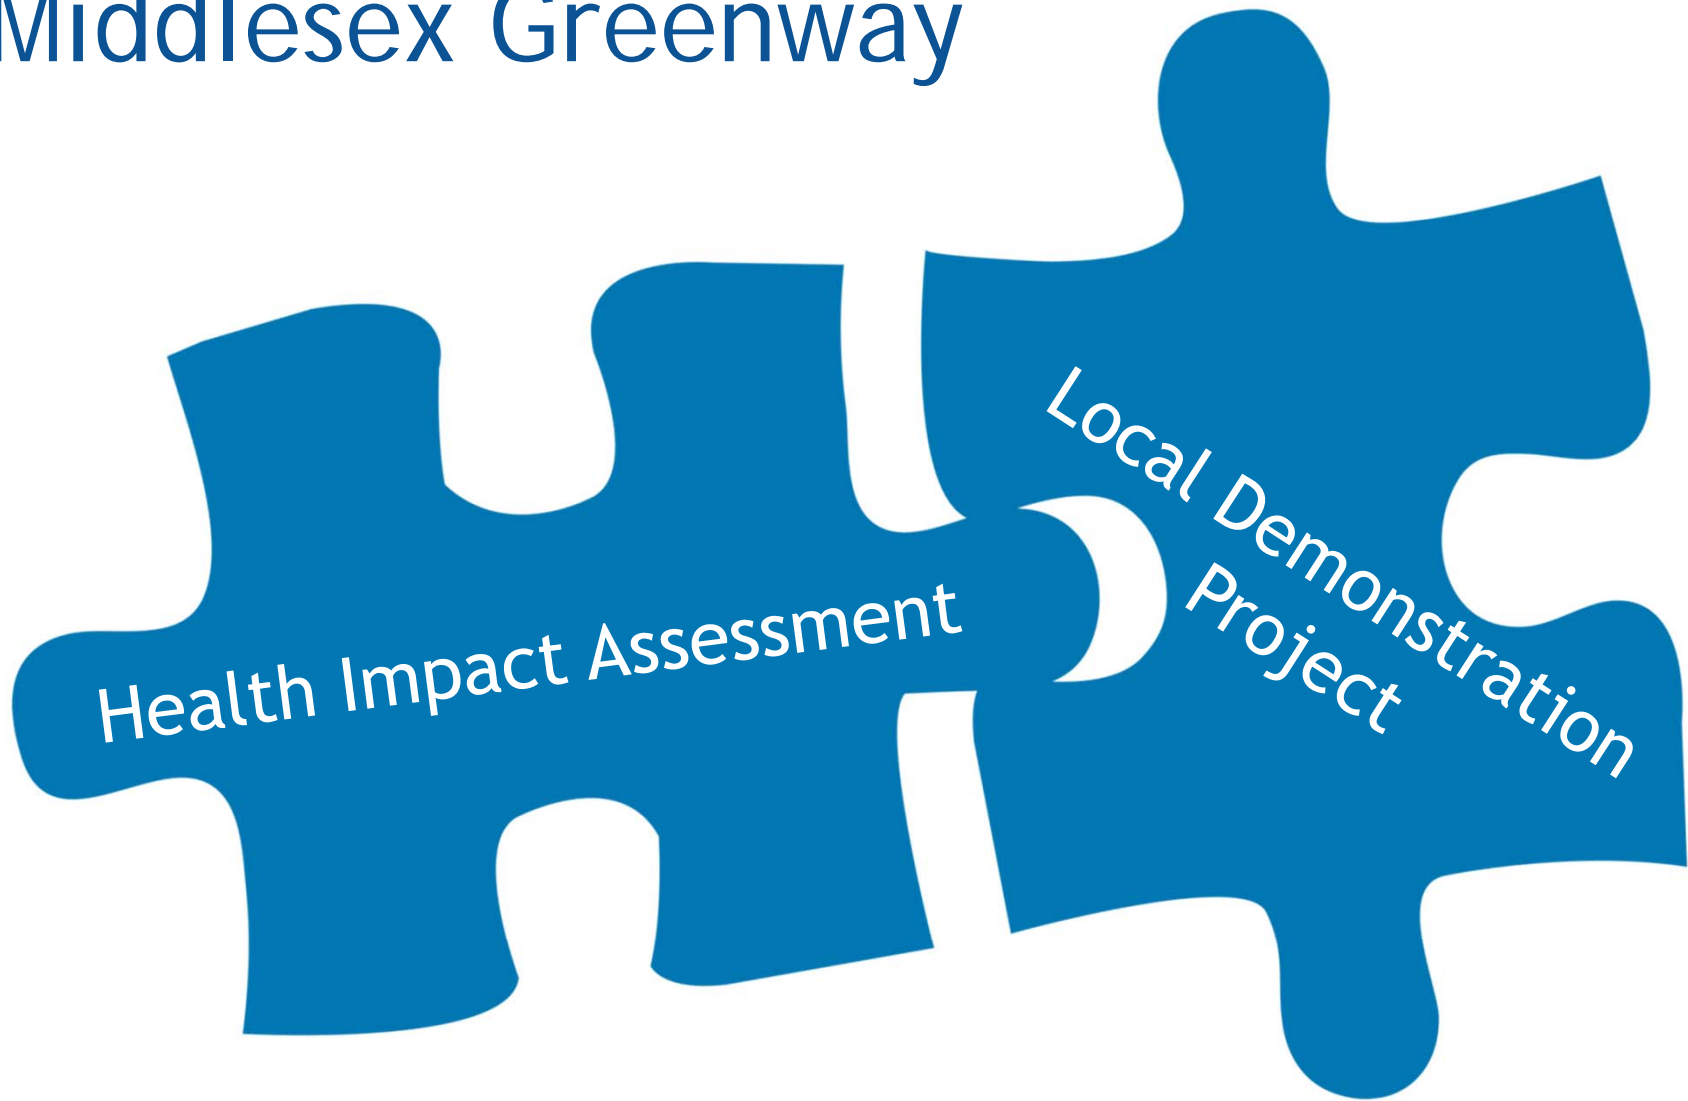 Middlesex Greenway
Health Impact Assessment
Local Demonstration
Project